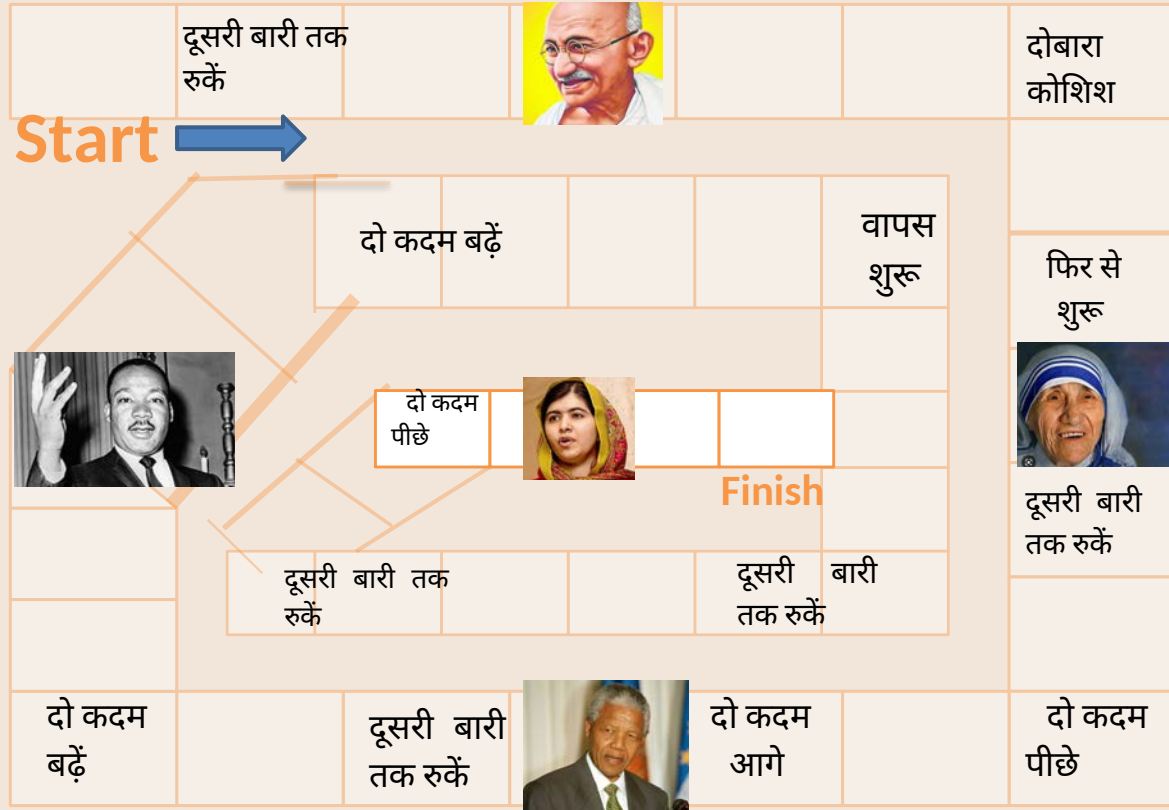 दूसरी बारी तक
रुकें
दोबारा
कोशिश
Start
दो कदम बढ़ें
वापस
शुरू
फिर से
शुरू
दो कदम
पीछे
Finish
दूसरी बारी
तक रुकें
दूसरी बारी तक
रुकें
दूसरी बारी
तक रुकें
दो कदम
बढ़ें
दूसरी बारी
तक रुकें
दो कदम
आगे
दो कदम
पीछे